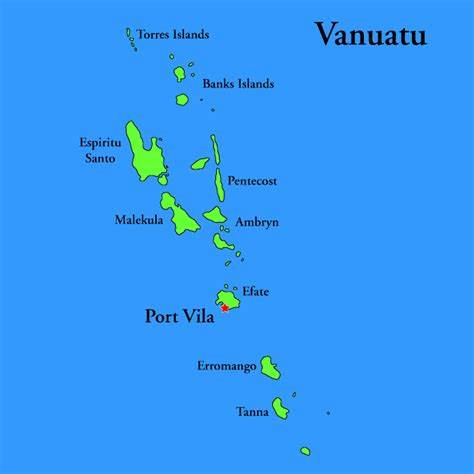 Vanuatu
Torres Islands
Banks Islands
Espiritu
Santo
Pentecost
Malekula
Ambryn
Efate
Port Vila
Erromango
Tanna